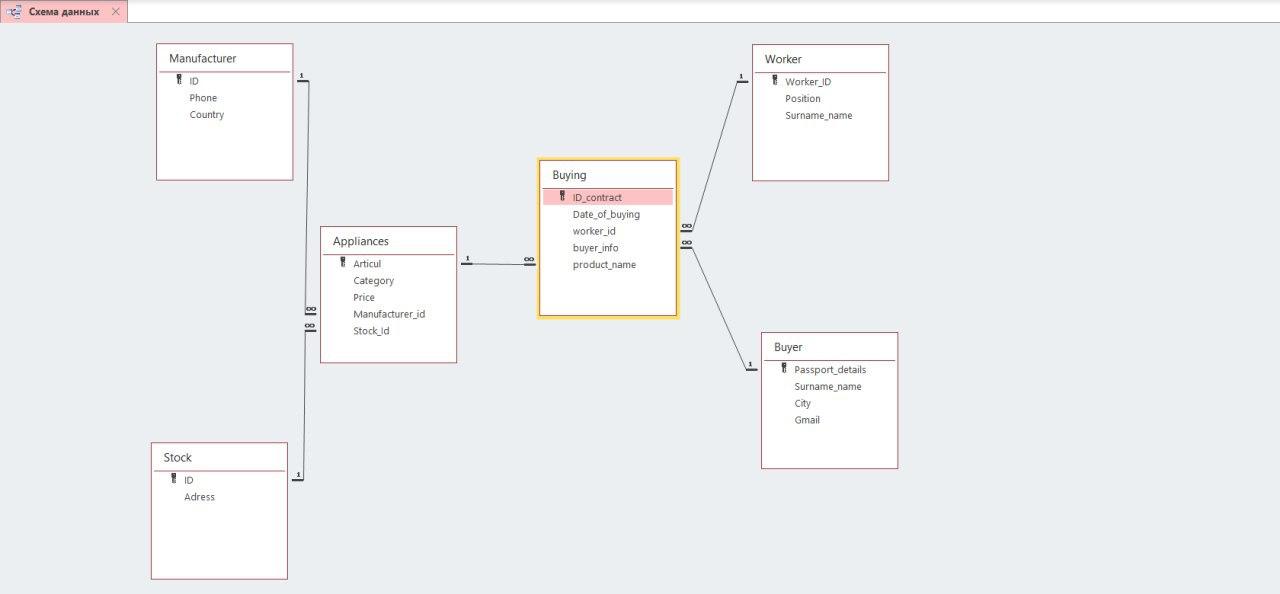 Схема данных
Manufacturer
ID
Phone
Country
1
∞
Appliances
Articul
Category
Price
Manufacturer_id
Stock_Id
∞
1
Stock
ID
Adress
1
∞
Buying
ID_contract
Date_of_buying
worker_id
buyer_info
product_name
∞
∞
1
Worker
Worker_ID
Position
Surname_name
1
Buyer
Passport_details
Surname_name
City
Gmail